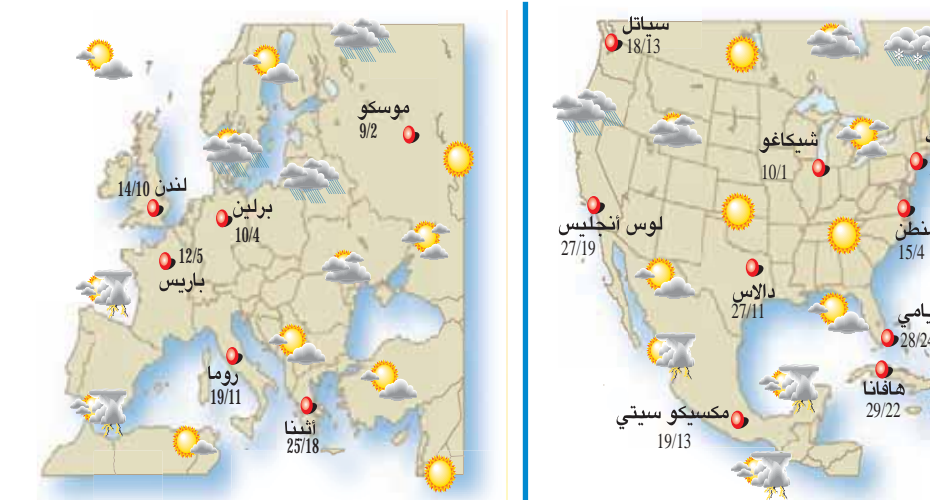 موسكو
9/2
لندن 14/10
برلين
10/4
12/5
باريس
روما
19/11
أثينا
25/18
سياتل
18/13
شيكاغو
10/1
لوس أنجليس
27/19
15/4
دالاس
27/11
28/24
هافانا
29/22
مكسيكو سيتي
19/13